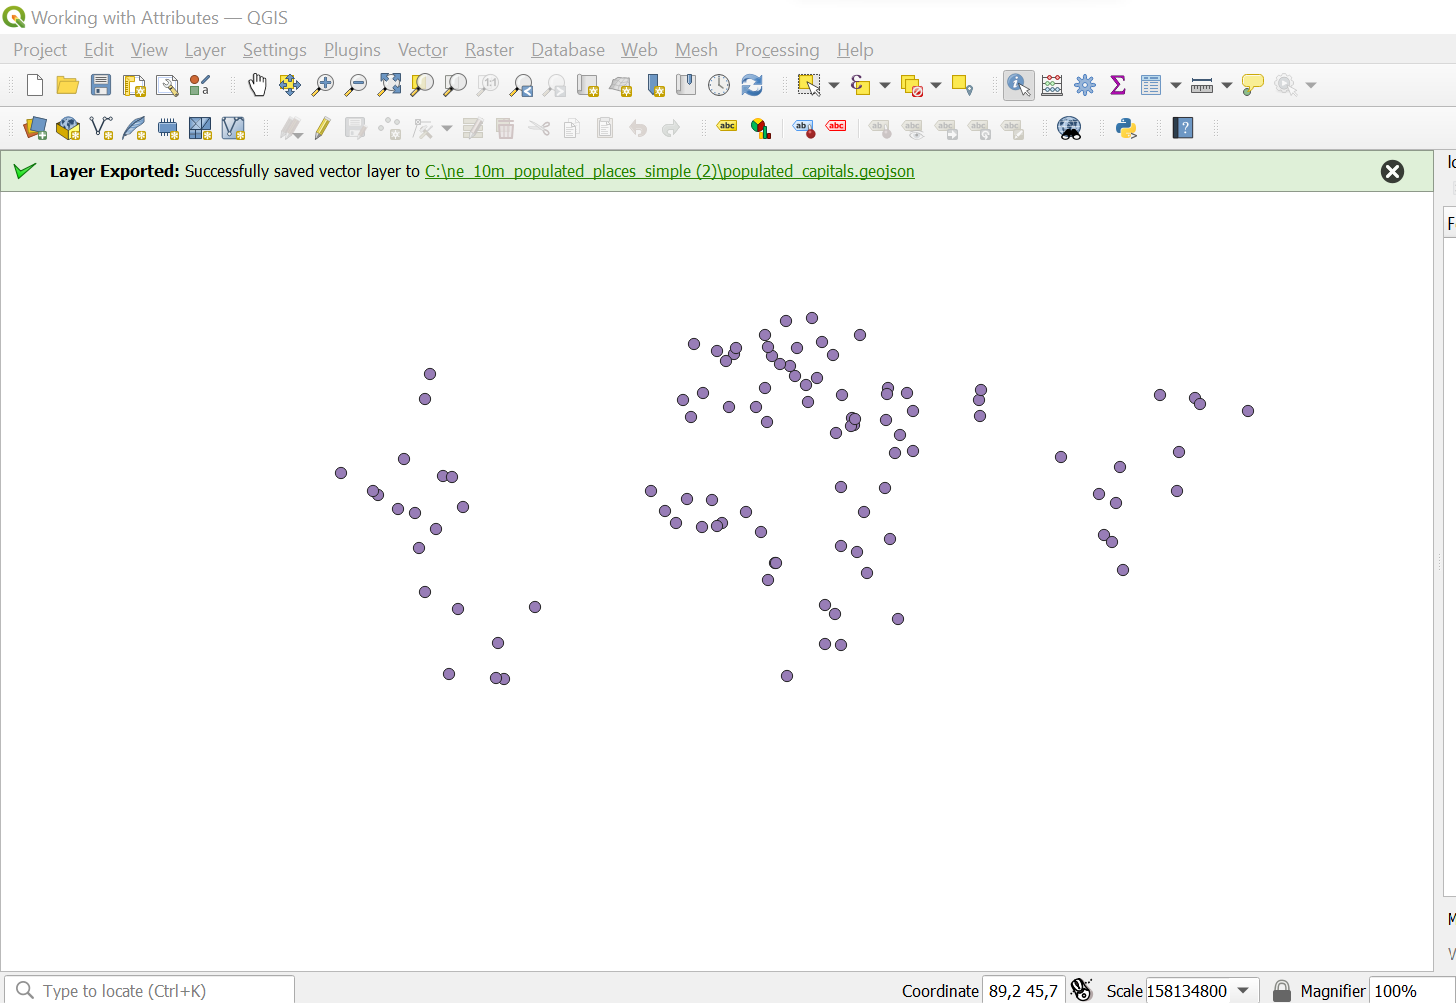 Working with Attributes — QGIS
Project Edit View Layer Settings Plugins Vector Raster Database Web Mesh Processing Help
Layer Exported: Successfully saved vector layer to C:\ne_10m_populated_places_simple (2)\populated_capitals.geojson
Type to locate (Ctrl+K) Coordinate 89,2 45,7 Scale 158134800 Magnifier 100%